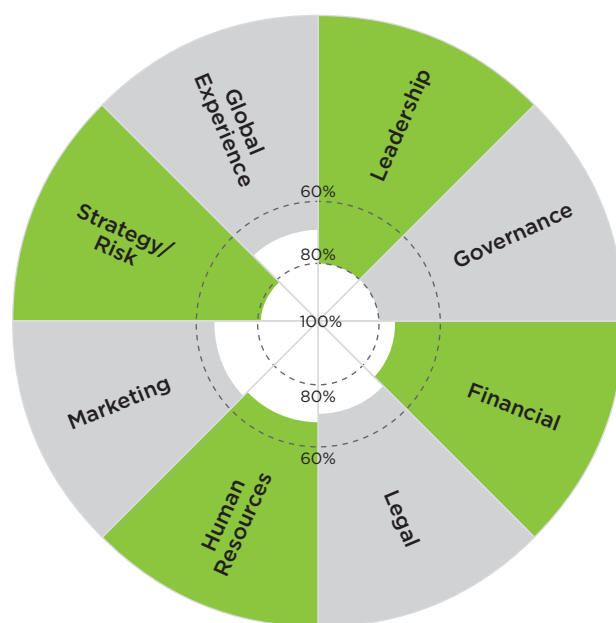 Global
Experience
Leadership
60%
Strategy/
Risk
Governance
80%
100%
Marketing
Financial
80%
60%
Human
Resources
Legal